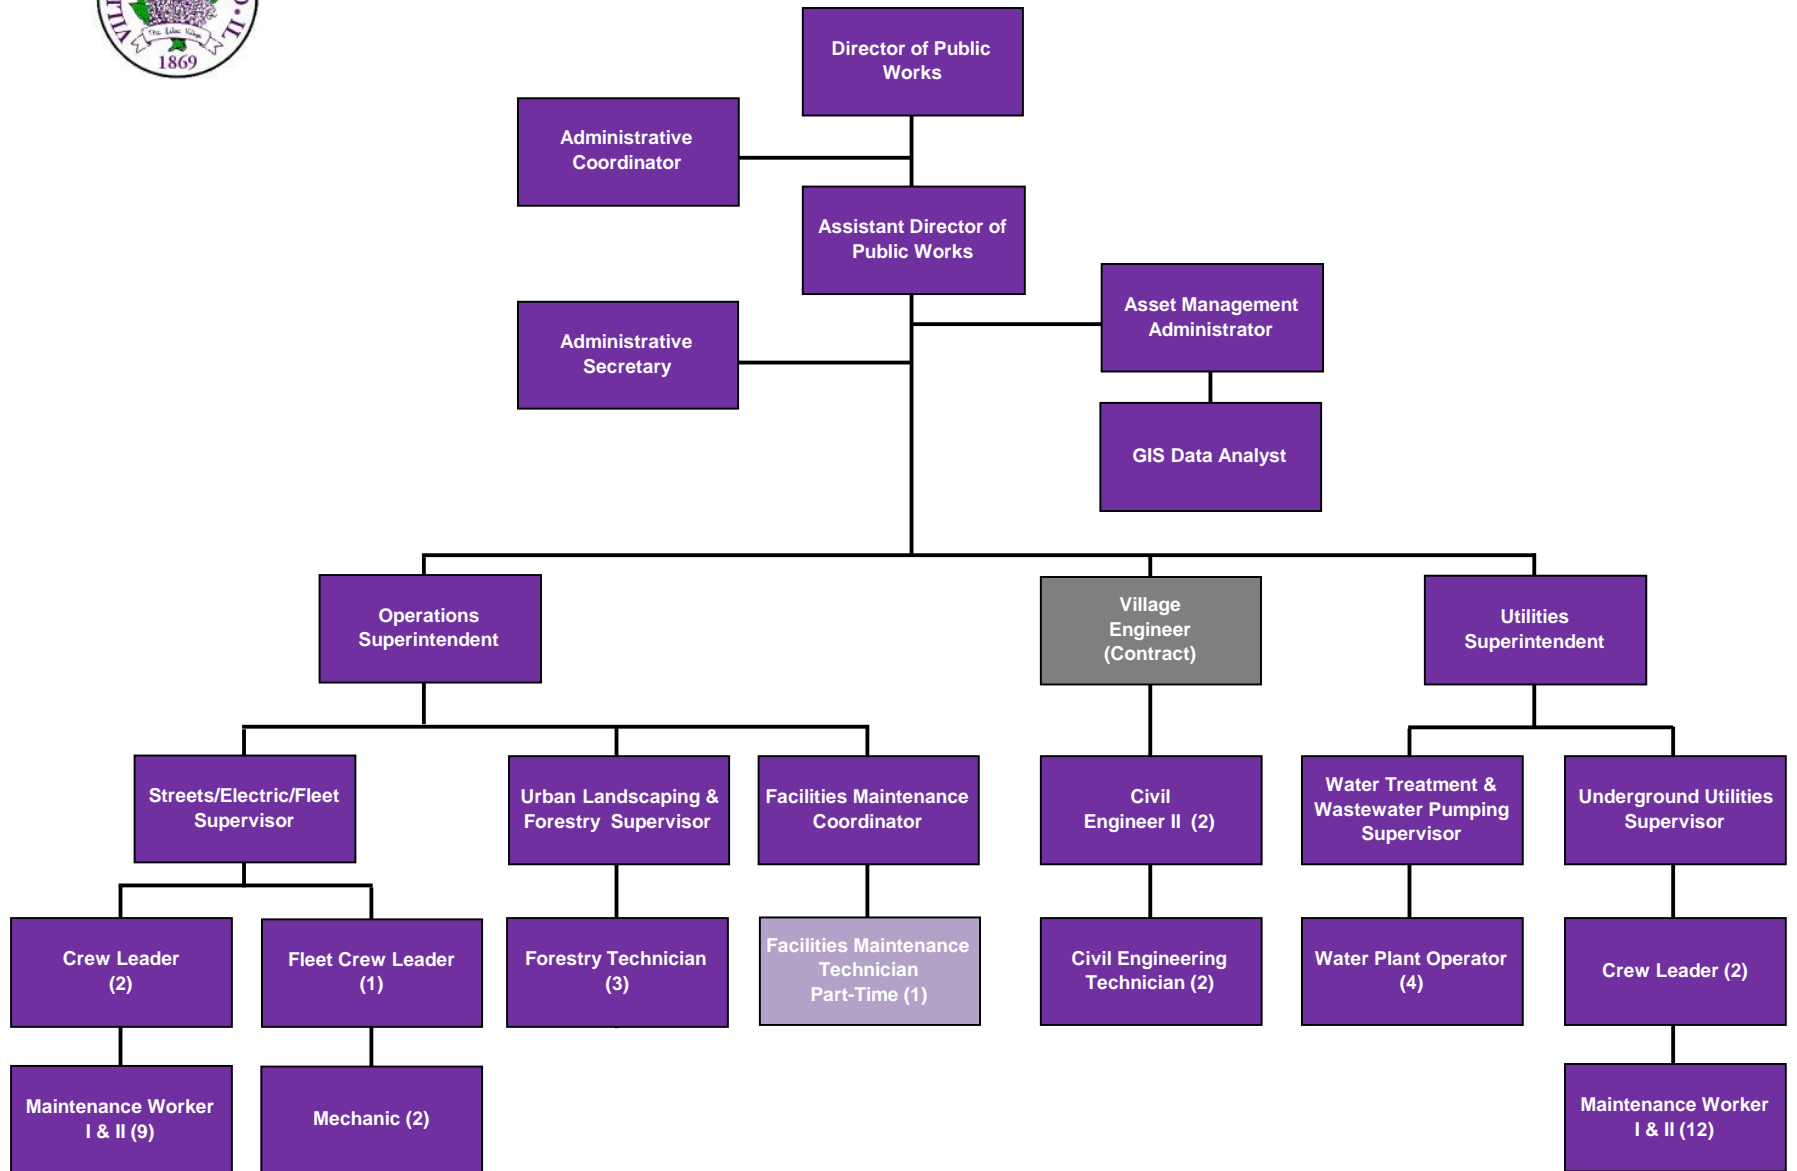 The Lilac Village
1869
Director of Public
Works
Administrative
Coordinator
Assistant Director of
Public Works
Asset Management
Administrator
Administrative
Secretary
GIS Data Analyst
Operations
Superintendent
Village
Engineer
(Contract)
Utilities
Superintendent
Streets/Electric/Fleet
Supervisor
Urban Landscaping &
Forestry  Supervisor
Facilities Maintenance
Coordinator
Civil
Engineer II  (2)
Water Treatment &
Wastewater Pumping
Supervisor
Underground Utilities
Supervisor
Crew Leader
(2)
Fleet Crew Leader
(1)
Forestry Technician
(3)
Facilities Maintenance
Technician
Part-Time (1)
Civil Engineering
Technician (2)
Water Plant Operator
(4)
Crew Leader (2)
Maintenance Worker
I & II (9)
Mechanic (2)
Maintenance Worker
I & II (12)